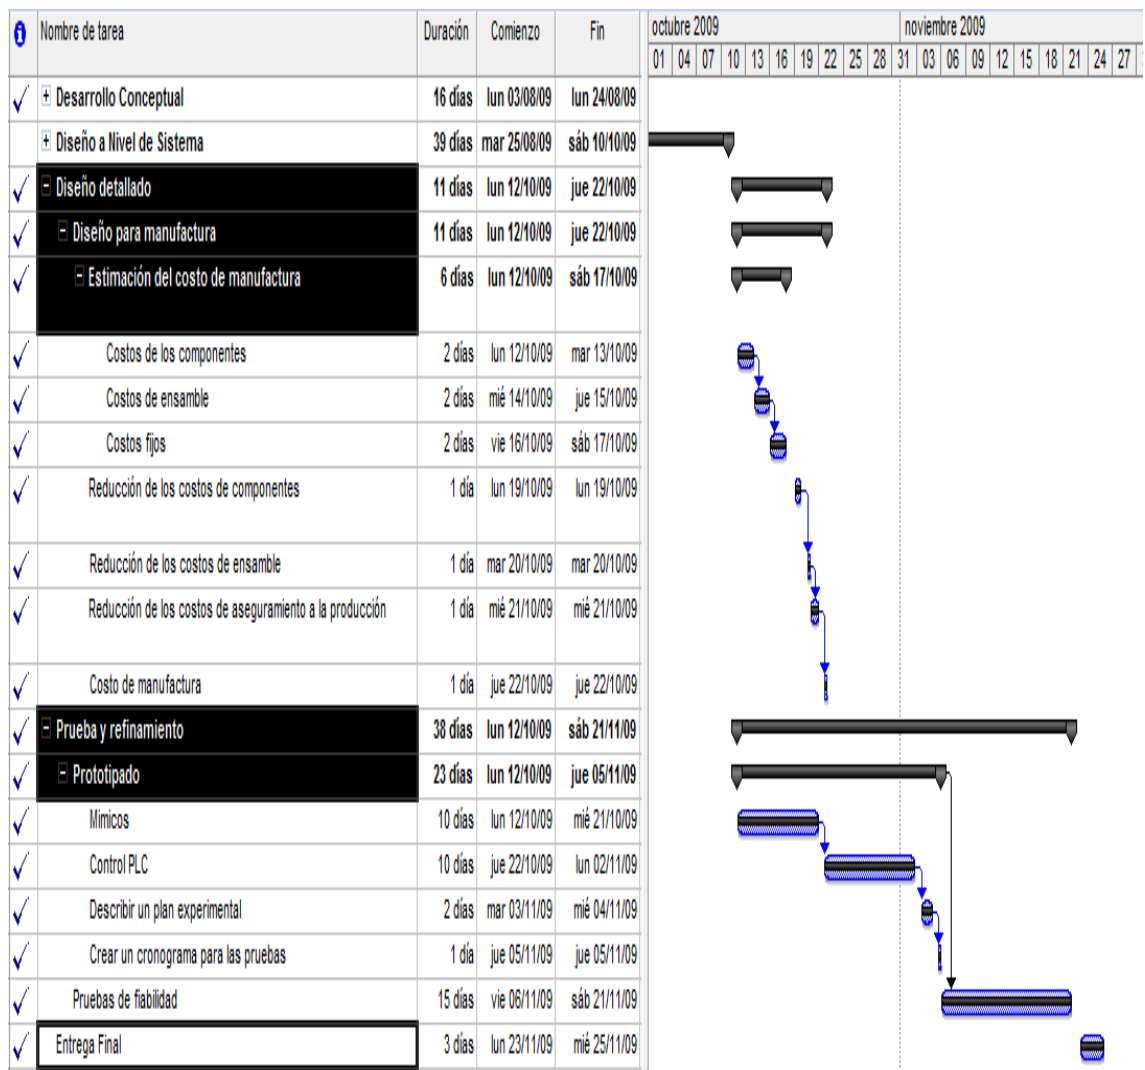 Nombre de tarea Duración Comienzo Fin octubre 2009 noviembre 2009
01 04 07 10 13 16 19 22 25 28 31 03 06 09 12 15 18 21 24 27
Desarrollo Conceptual 16 días lun 03/08/09 lun 24/08/09
Diseño a Nivel de Sistema 39 días mar 25/08/09 sáb 10/10/09
Diseño detallado 11 días lun 12/10/09 jue 22/10/09
Diseño para manufactura 11 días lun 12/10/09 jue 22/10/09
Estimación del costo de manufactura 6 días lun 12/10/09 sáb 17/10/09
Costos de los componentes 2 días lun 12/10/09 mar 13/10/09
Costos de ensamble 2 días mié 14/10/09 jue 15/10/09
Costos fijos 2 días vie 16/10/09 sáb 17/10/09
Reducción de los costos de componentes 1 día lun 19/10/09 lun 19/10/09
Reducción de los costos de ensamble 1 día mar 20/10/09 mar 20/10/09
Reducción de los costos de aseguramiento a la producción 1 día mié 21/10/09 mié 21/10/09
Costo de manufactura 1 día jue 22/10/09 jue 22/10/09
Prueba y refinamiento 38 días lun 12/10/09 sáb 21/11/09
Prototipado 23 días lun 12/10/09 jue 05/11/09
Mimicos 10 días lun 12/10/09 mié 21/10/09
Control PLC 10 días jue 22/10/09 lun 02/11/09
Describir un plan experimental 2 días mar 03/11/09 mié 04/11/09
Crear un cronograma para las pruebas 1 día jue 05/11/09 jue 05/11/09
Pruebas de fiabilidad 15 días vie 06/11/09 sáb 21/11/09
Entrega Final 3 días lun 23/11/09 mié 25/11/09